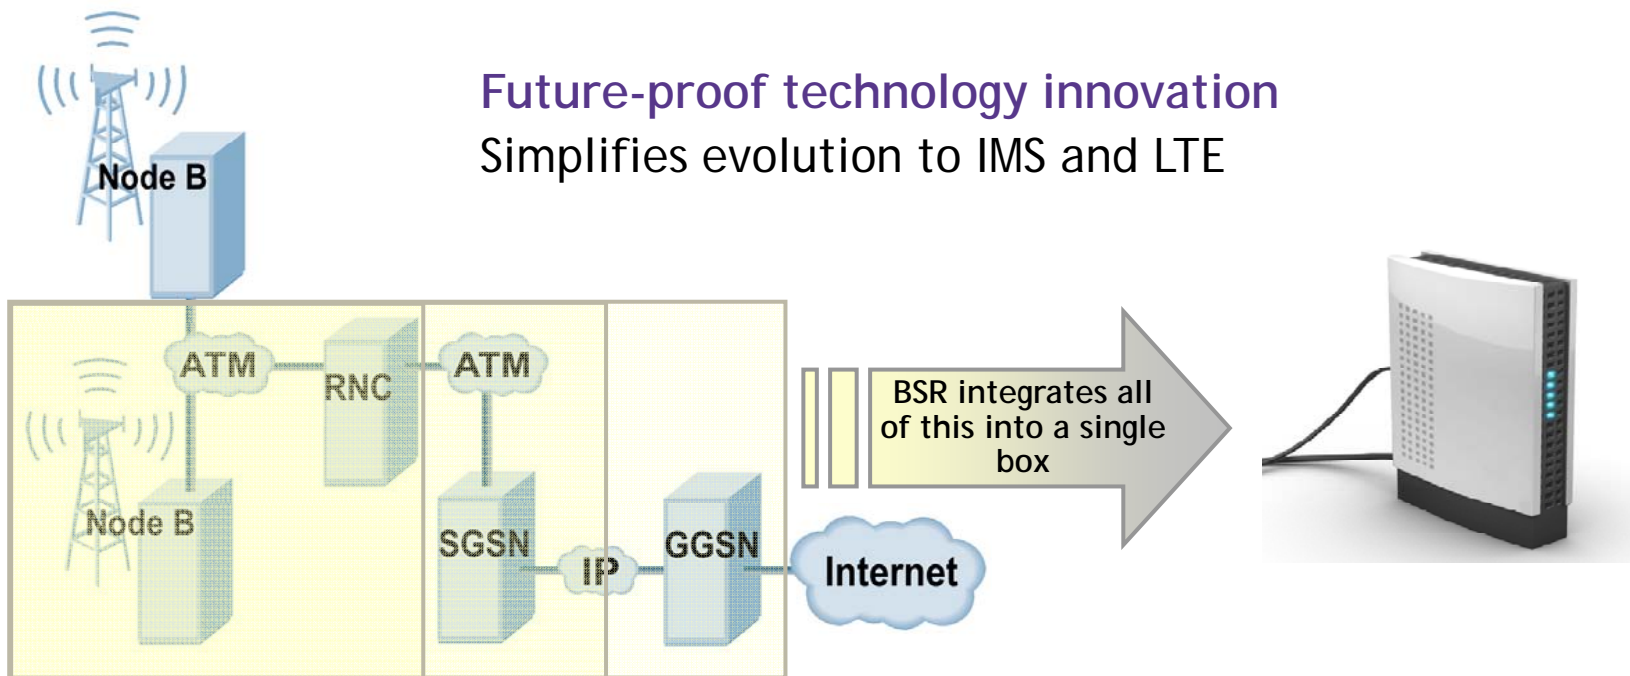 Future-proof technology innovation
Simplifies evolution to IMS and LTE
Node B
ATM
RNC
ATM
Node B
SGSN
IP
GGSN
Internet
BSR integrates all
of this into a single
box